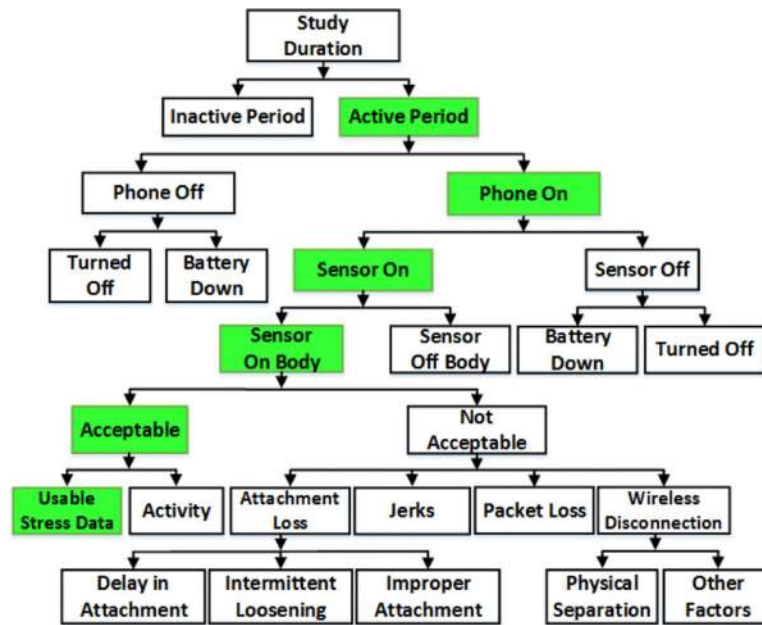 Study
Duration
Inactive Period
Active Period
Phone Off
Phone On
Turned
Off
Battery
Down
Sensor On
Sensor Off
Sensor
On Body
Sensor
Off Body
Battery
Down
Turned Off
Acceptable
Not
Acceptable
Usable
Stress Data
Activity
Attachment
Loss
Jerks
Packet Loss
Wireless
Disconnection
Delay in
Attachment
Intermittent
Loosening
Improper
Attachment
Physical
Separation
Other
Factors